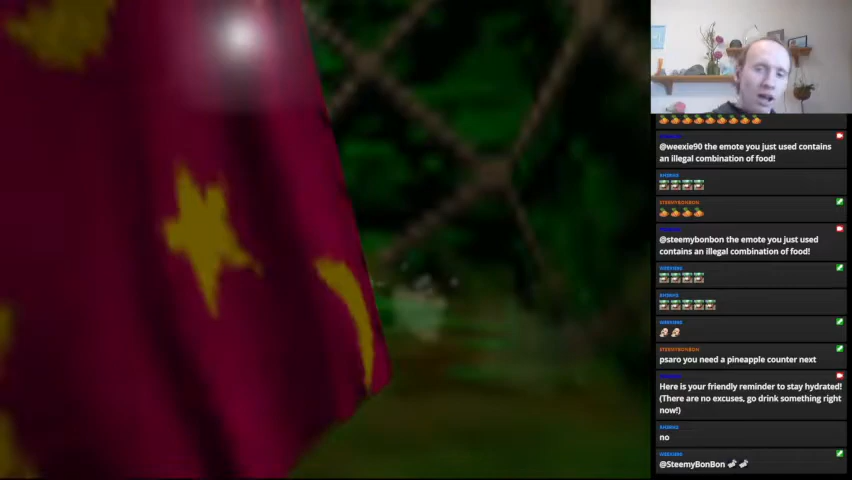 @weexie90 the emote you just used contains
an illegal combination of food!
STEEMYBONBON
@steemybonbon the emote you just used
contains an illegal combination of food!
STEEMYBONBON
psaro you need a pineapple counter next
Here is your friendly reminder to stay hydrated!
(There are no excuses, go drink something right
now!)
no
@SteemyBonBon